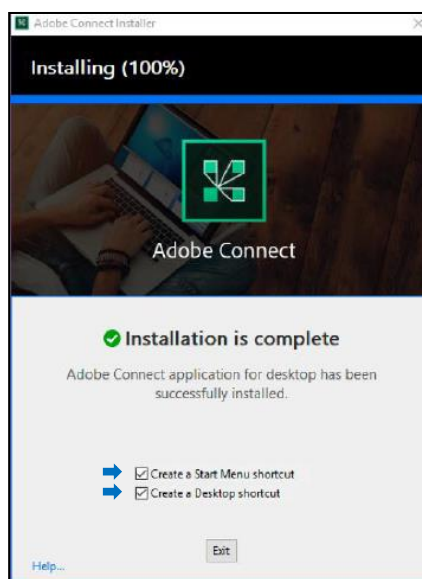 Adobe Connect Installer
Installing (100%)
Adobe Connect
Installation is complete
Adobe Connect application for desktop has been
successfully installed.
Create a Start Menu shortcut
Create a Desktop shortcut
Exit
Help...